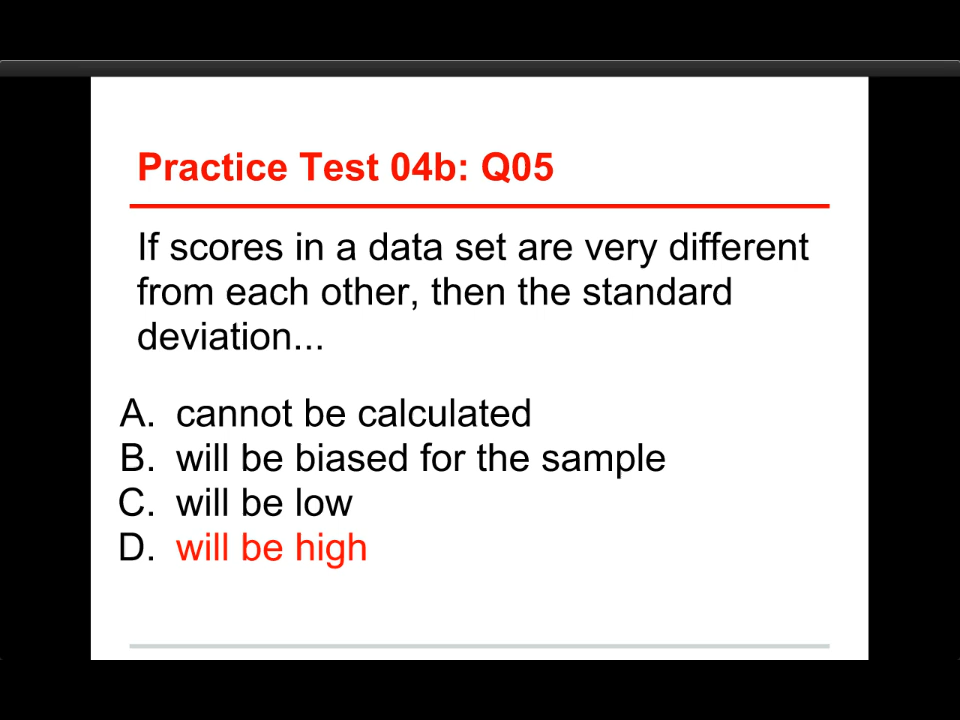 Practice Test 04b: Q05
If scores in a data set are very different
from each other, then the standard
deviation...
A. cannot be calculated
B. will be biased for the sample
C. will be low
D. will be high